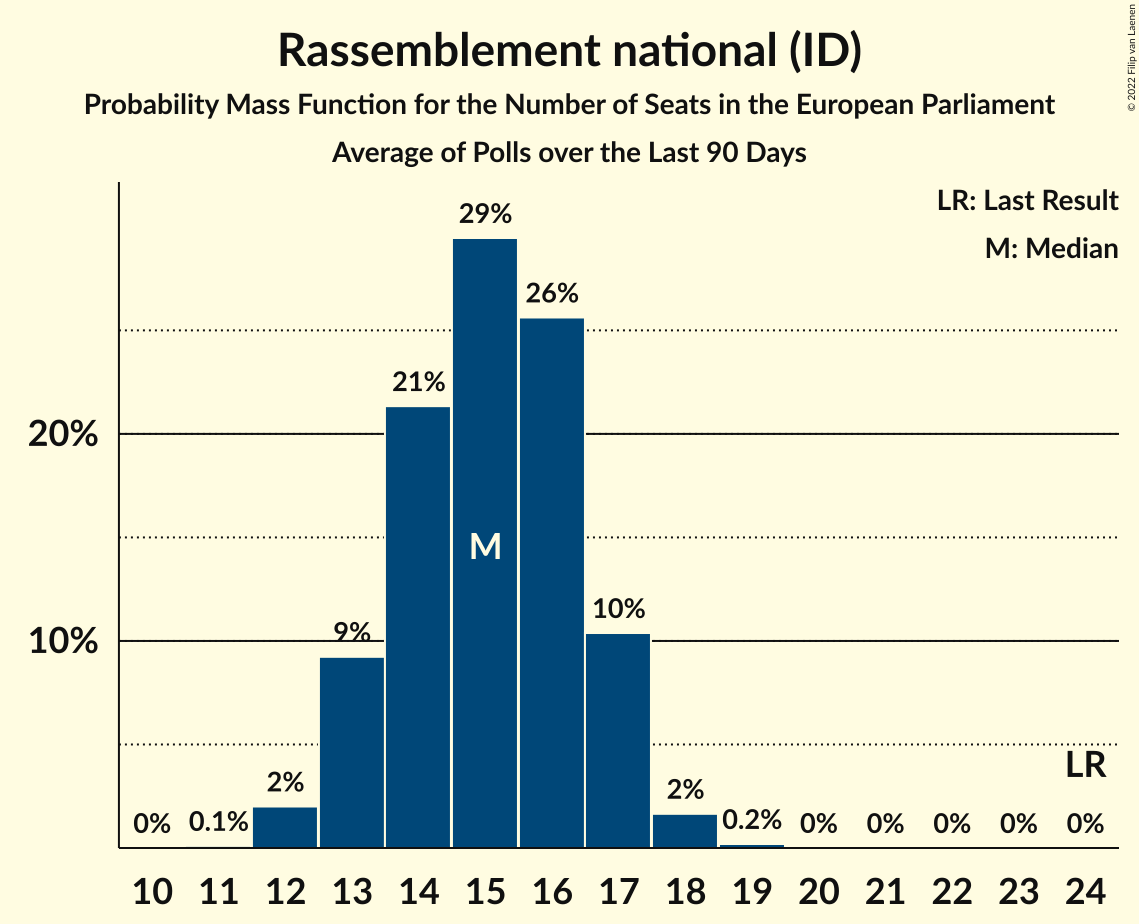 Rassemblement national (ID)
Probability Mass Function for the Number of Seats in the European Parliament
Average of Polls over the Last 90 Days
© 2022 Filip van Laenen
LR: Last Result
M: Median
29%
26%
21%
20%
M
10%
9%
10%
LR
2%
2%
0%
0.1%
0.2%
0%
0%
0%
0%
0%
10 11 12 13 14 15 16 17 18 19 20 21 22 23 24